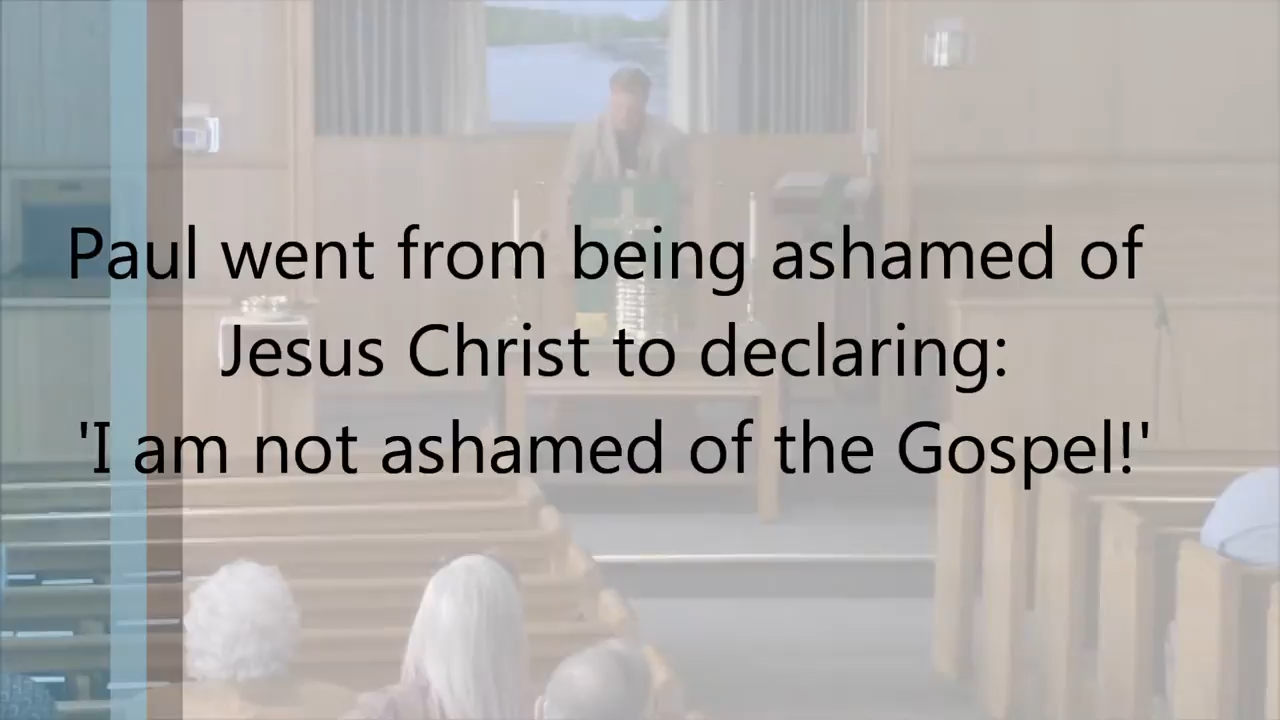 Paul went from being ashamed of
Jesus Christ to declaring:
'I am not ashamed of the Gospel!'